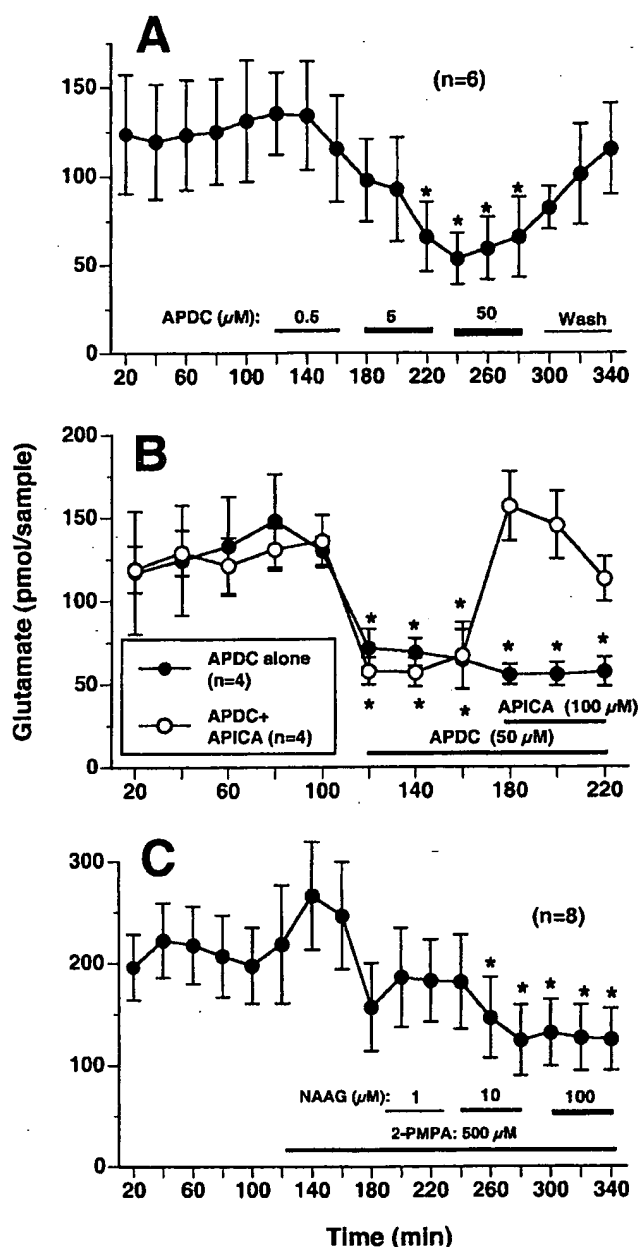 A
(n=6)
150
100
50
0
APDC (µM): 0.5 5 50 Wash
* * * *
20 60 100 140 180 220 260 300 340
Glutamate (pmol/sample)
B
200
150
100
50
0
* * * * * *
* * *
APDC alone
(n=4)
APDC+
APICA (n=4)
APICA (100 µM)
APDC (50 µM)
20 60 100 140 180 220
C
(n=8)
300
200
100
0
* * * * *
NAAG (µM): 1 10 100
2-PMPA: 500 µM
20 60 100 140 180 220 260 300 340
Time (min)